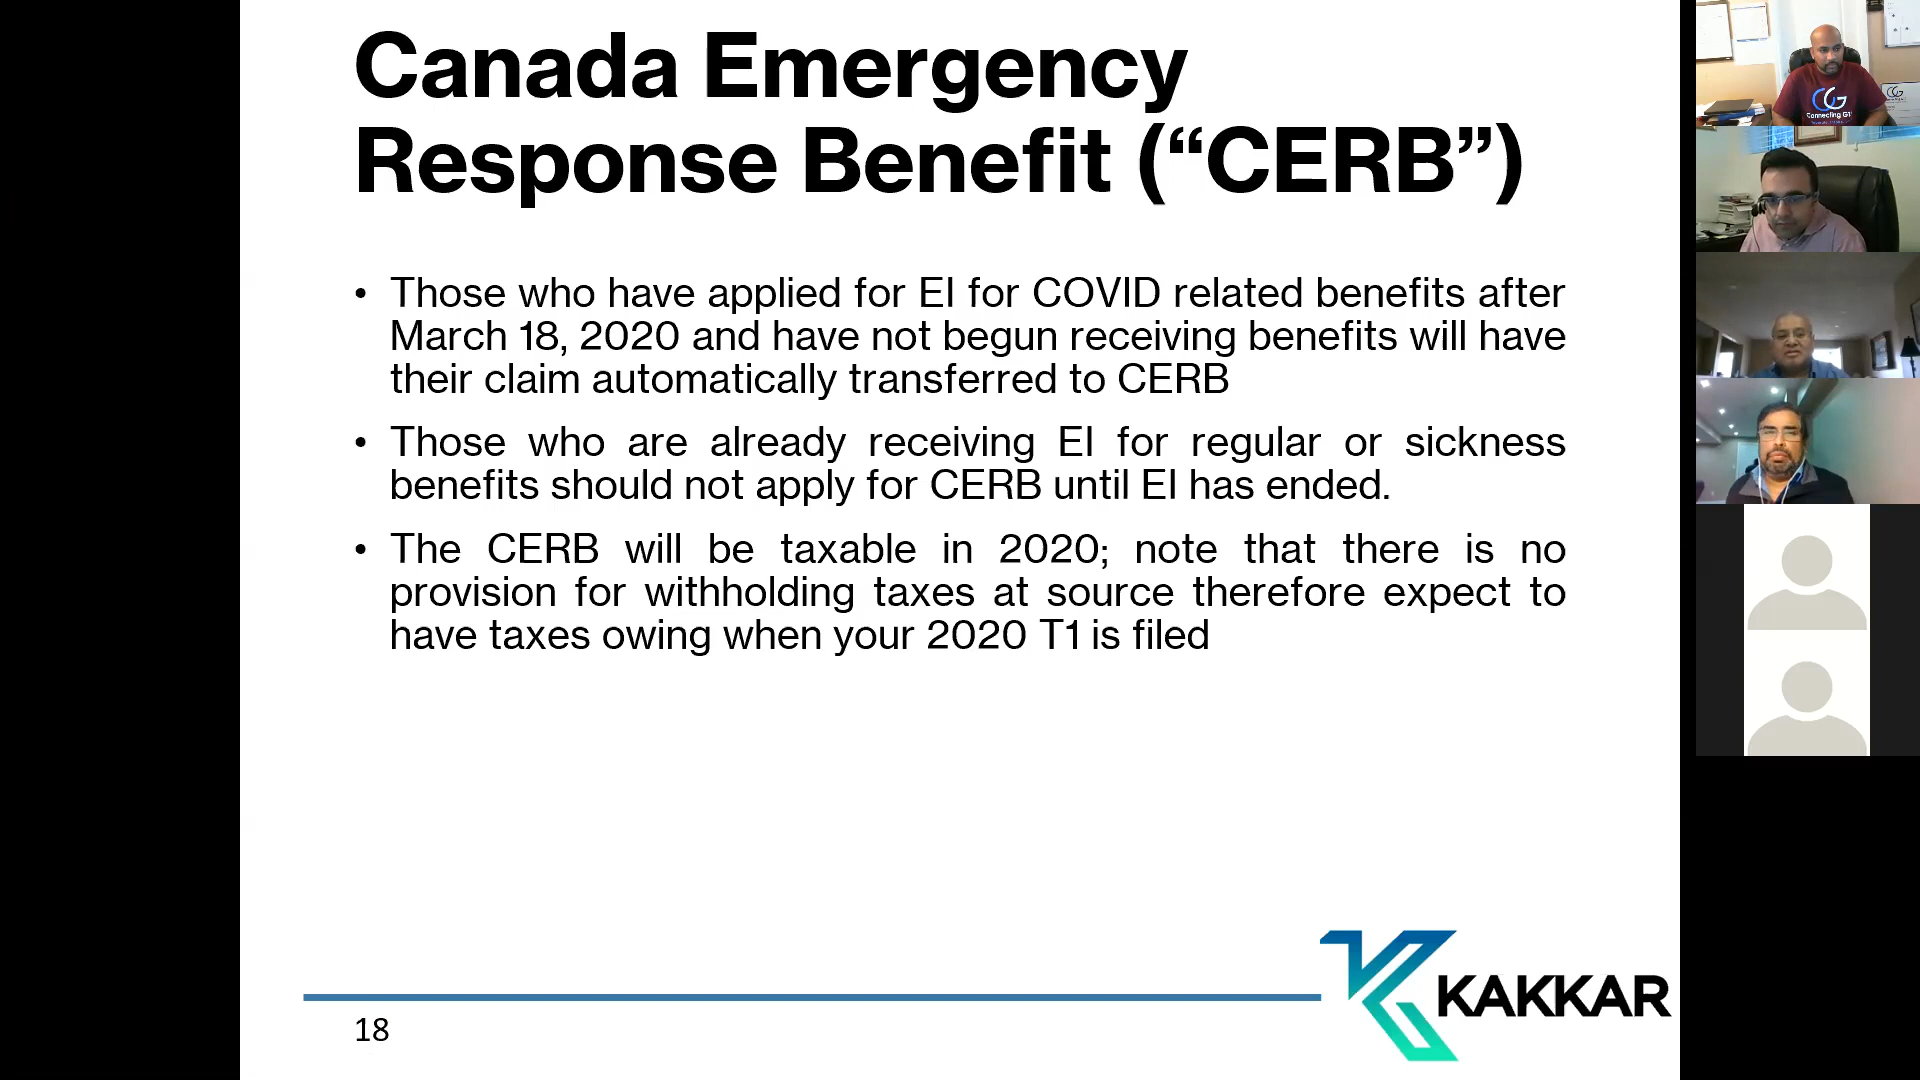 Canada Emergency
Response Benefit (“CERB”)
• Those who have applied for EI for COVID related benefits after
March 18, 2020 and have not begun receiving benefits will have
their claim automatically transferred to CERB
• Those who are already receiving EI for regular or sickness
benefits should not apply for CERB until EI has ended.
• The CERB will be taxable in 2020; note that there is no
provision for withholding taxes at source therefore expect to
have taxes owing when your 2020 T1 is filed
KAKKAR
18
CG
Connecting GT